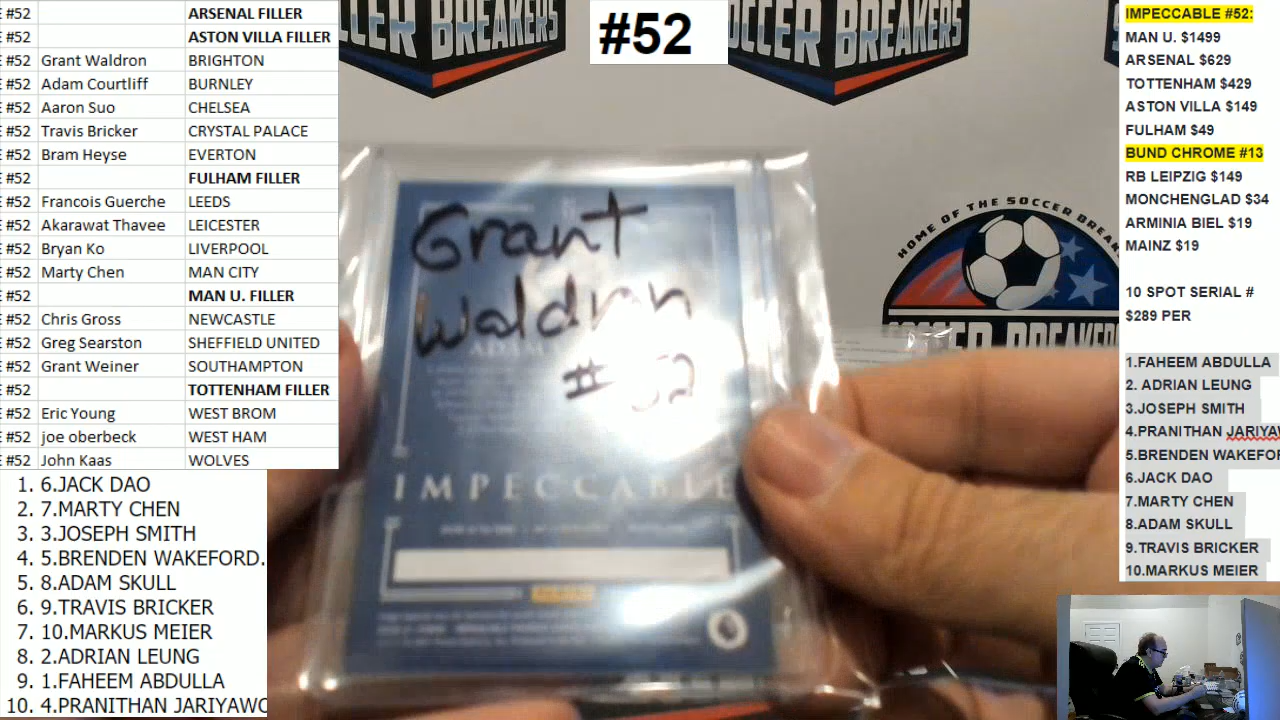 E #52 ARSENAL FILLER
E #52 ASTON VILLA FILLER
E #52 Grant Waldron BRIGHTON
E #52 Adam Courtliff BURNLEY
E #52 Aaron Suo CHELSEA
E #52 Travis Bricker CRYSTAL PALACE
E #52 Bram Heyse EVERTON
E #52 FULHAM FILLER
E #52 Francois Guerche LEEDS
E #52 Akarawat Thavee LEICESTER
E #52 Bryan Ko LIVERPOOL
E #52 Marty Chen MAN CITY
E #52 MAN U. FILLER
E #52 Chris Gross NEWCASTLE
E #52 Greg Searston SHEFFIELD UNITED
E #52 Grant Weiner SOUTHAMPTON
E #52 TOTTENHAM FILLER
E #52 Eric Young WEST BROM
E #52 joe oberbeck WEST HAM
E #52 John Kaas WOLVES
1. 6.JACK DAO
2. 7.MARTY CHEN
3. 3.JOSEPH SMITH
4. 5.BRENDEN WAKEFORD.
5. 8.ADAM SKULL
6. 9.TRAVIS BRICKER
7. 10.MARKUS MEIER
8. 2.ADRIAN LEUNG
9. 1.FAHEEM ABDULLA
10. 4.PRANITHAN JARIYAWO
CCER BREAKERS
#52
SOCCER BREAKERS
Grant
Waldron
#52
ADAM
IMPECCABLE
HOME OF THE SOCCER BREA
SOCCER BREAKERS
IMPECCABLE #52:
MAN U. $1499
ARSENAL $629
TOTTENHAM $429
ASTON VILLA $149
FULHAM $49
BUND CHROME #13
RB LEIPZIG $149
MONCHENGLAD $34
ARMINIA BIEL $19
MAINZ $19
10 SPOT SERIAL #
$289 PER
1.FAHEEM ABDULLA
2. ADRIAN LEUNG
3.JOSEPH SMITH
4.PRANITHAN JARIYAW
5.BRENDEN WAKEFOR
6.JACK DAO
7.MARTY CHEN
8.ADAM SKULL
9.TRAVIS BRICKER
10.MARKUS MEIER